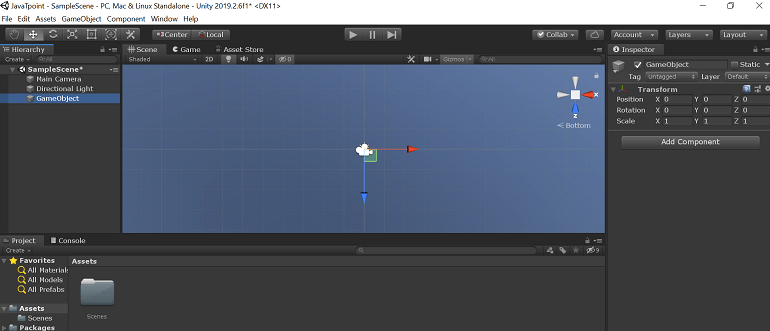 JavaTpoint - SampleScene - PC, Mac & Linux Standalone - Unity 2019.2.6f1* <DX11>
File Edit Assets GameObject Component Window Help
Center Local Collab Account Layers Layout
Hierarchy Scene Game Asset Store Inspector
Create All Shaded 2D 0 Gizmos All GameObject Static
SampleScene* Tag Untagged Layer Default
Main Camera
Directional Light
GameObject
Transform
Position X 0 Y 0 Z 0
Rotation X 0 Y 0 Z 0
Scale X 1 Y 1 Z 1
Add Component
x
z
Bottom
Project Console
Create 9
Favorites Assets
All Materials
All Models
All Prefabs
Assets
Scenes
Packages
Scenes